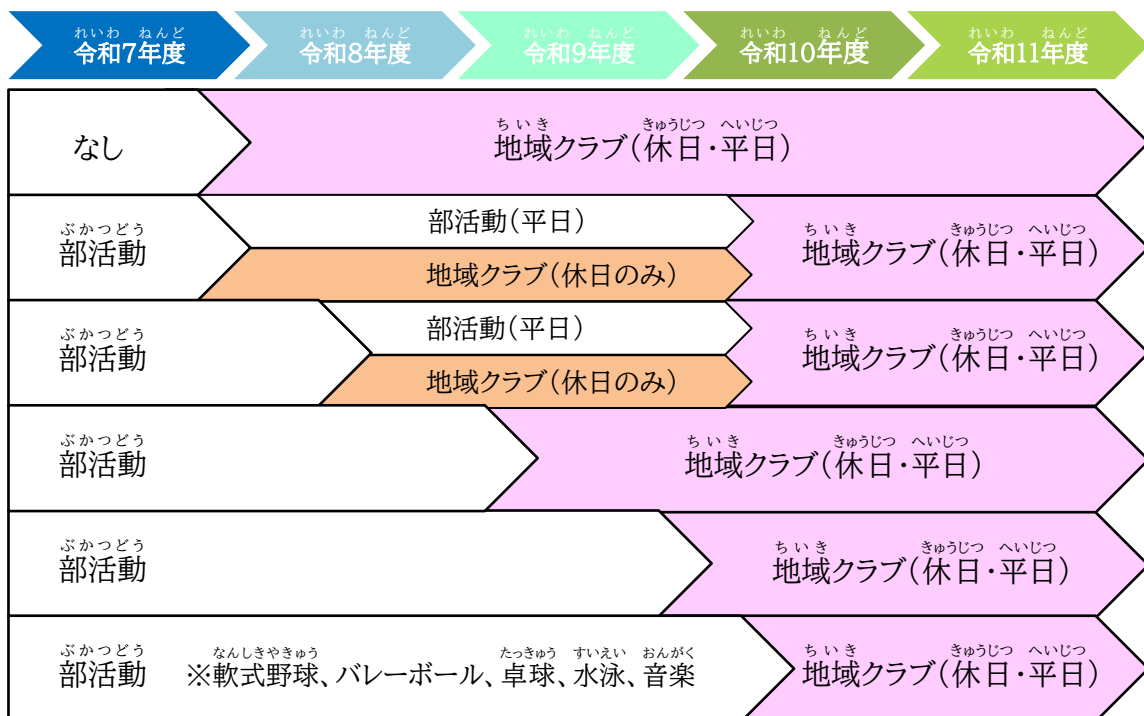 れいわ ねんど れいわ ねんど れいわ ねんど れいわ ねんど れいわ ねんど
令和7年度 令和8年度 令和9年度 令和10年度 令和11年度
ちいき きゅうじつ へいじつ
なし 地域クラブ(休日・平日)
部活動(平日)
ぶかつどう ちいき きゅうじつ へいじつ
部活動 地域クラブ(休日・平日)
地域クラブ(休日のみ)
部活動(平日)
ぶかつどう ちいき きゅうじつ へいじつ
部活動 地域クラブ(休日・平日)
地域クラブ(休日のみ)
ぶかつどう ちいき きゅうじつ へいじつ
部活動 地域クラブ(休日・平日)
ぶかつどう ちいき きゅうじつ へいじつ
部活動 地域クラブ(休日・平日)
ぶかつどう なんしきやきゅう たっきゅう すいえい おんがく ちいき きゅうじつ へいじつ
部活動 ※軟式野球、バレーボール、卓球、水泳、音楽 地域クラブ(休日・平日)